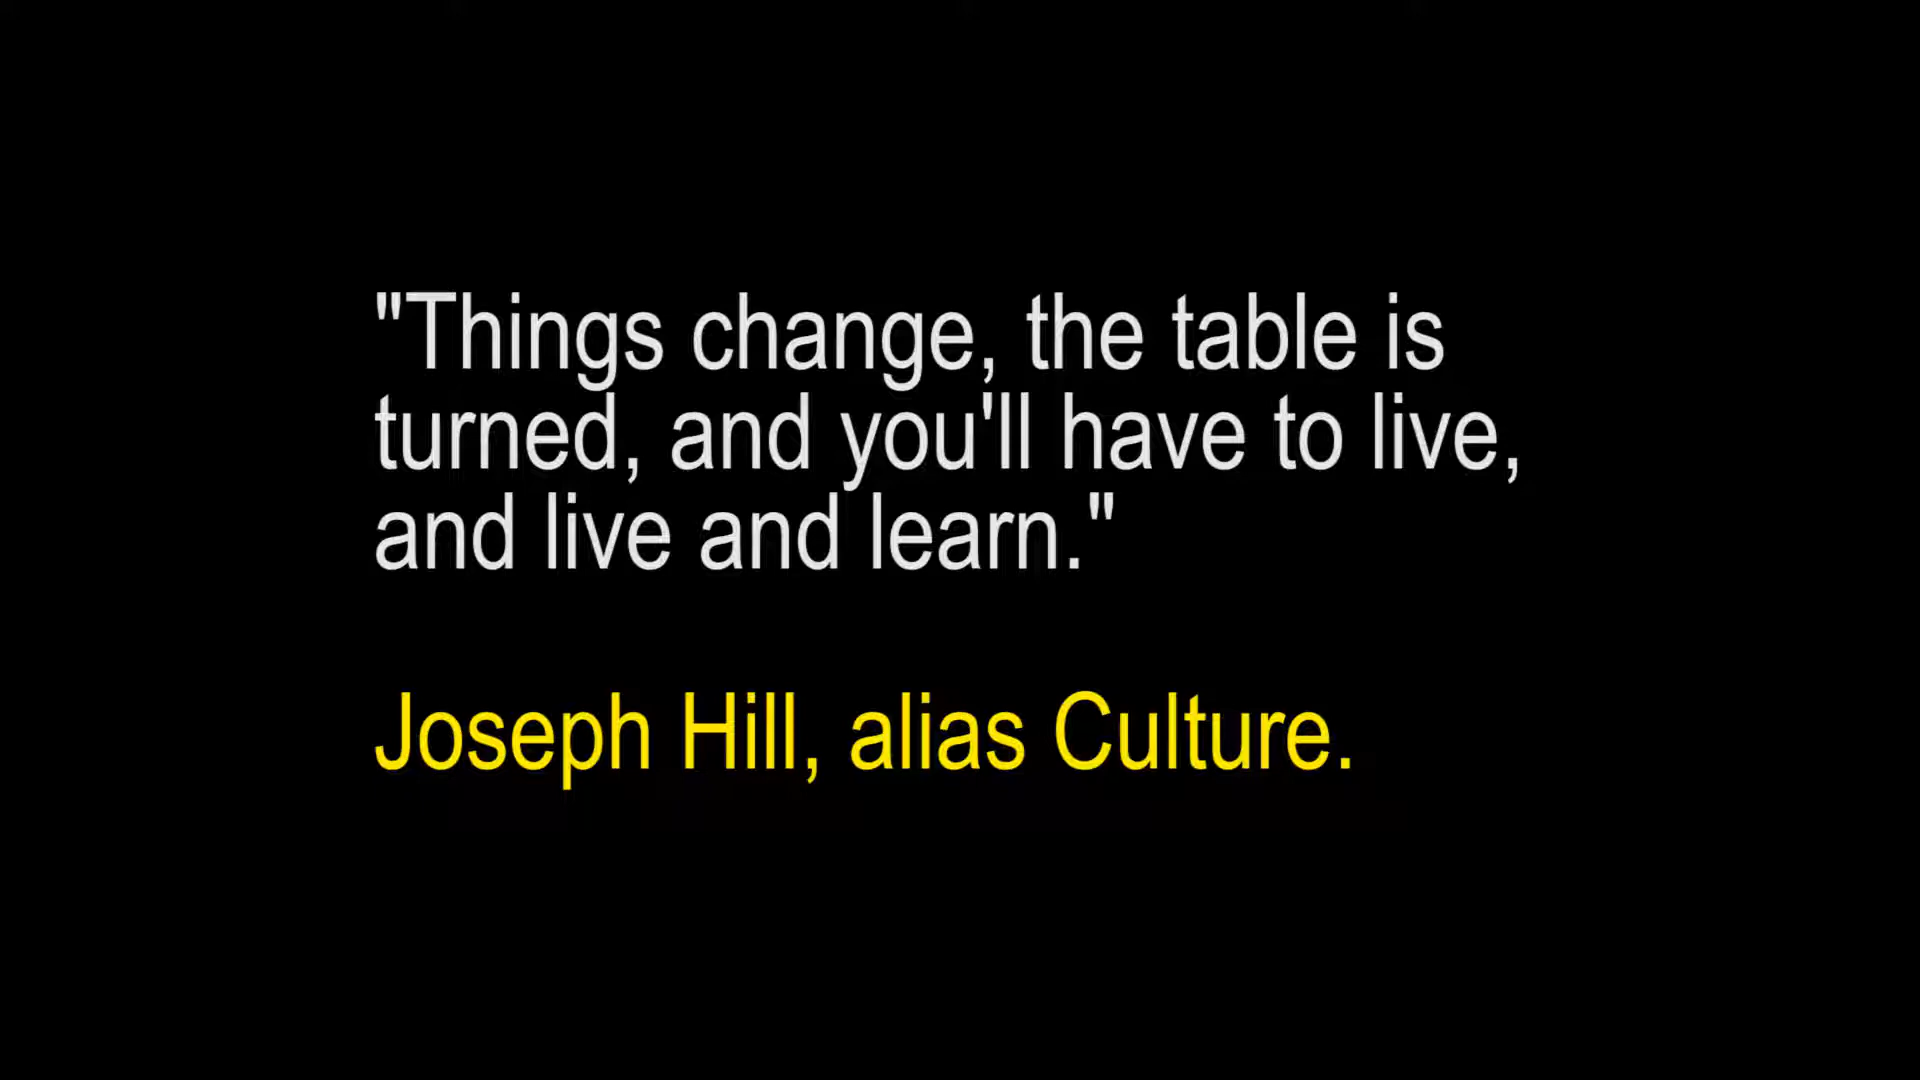 "Things change, the table is
turned, and you'll have to live,
and live and learn."
Joseph Hill, alias Culture.